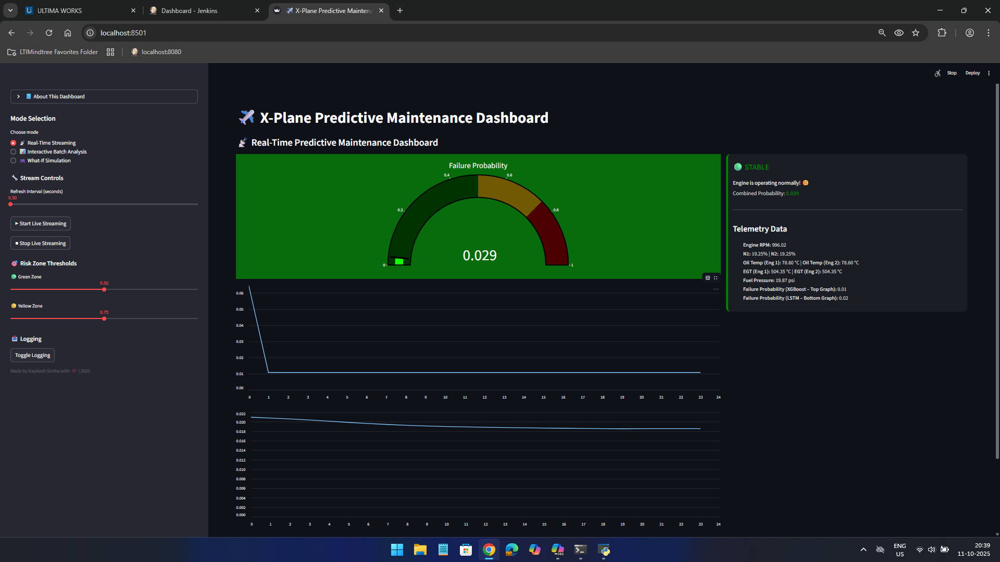 ULTIMA WORKS
Dashboard - Jenkins
X-Plane Predictive Maintenan
localhost:8501
LTIMindtree Favorites Folder
localhost:8080
Stop
Deploy
About This Dashboard
Mode Selection
Choose mode
Real-Time Streaming
Interactive Batch Analysis
What-If Simulation
Stream Controls
Refresh Interval (seconds)
0.50
Start Live Streaming
Stop Live Streaming
Risk Zone Thresholds
Green Zone
0.50
Yellow Zone
0.75
Logging
Toggle Logging
Made by Kapilesh Simha with ❤️ | 2025
X-Plane Predictive Maintenance Dashboard
Real-Time Predictive Maintenance Dashboard
Failure Probability
0.4
0.6
0.2
0.8
0
1
0.029
0.06
0.05
0.04
0.03
0.02
0.01
0.00
0 1 2 3 4 5 6 7 8 9 10 11 12 13 14 15 16 17 18 19 20 21 22 23 24
0.022
0.020
0.018
0.016
0.014
0.012
0.010
0.008
0.006
0.004
0.002
0.000
0 1 2 3 4 5 6 7 8 9 10 11 12 13 14 15 16 17 18 19 20 21 22 23 24
STABLE
Engine is operating normally! 😊
Combined Probability: 0.029
Telemetry Data
Engine RPM: 996.02
N1: 19.25% | N2: 19.25%
Oil Temp (Eng 1): 78.60 °C | Oil Temp (Eng 2): 78.60 °C
EGT (Eng 1): 504.35 °C | EGT (Eng 2): 504.35 °C
Fuel Pressure: 19.87 psi
Failure Probability (XGBoost – Top Graph): 0.01
Failure Probability (LSTM – Bottom Graph): 0.02
M365
ENG
US
20:39
11-10-2025